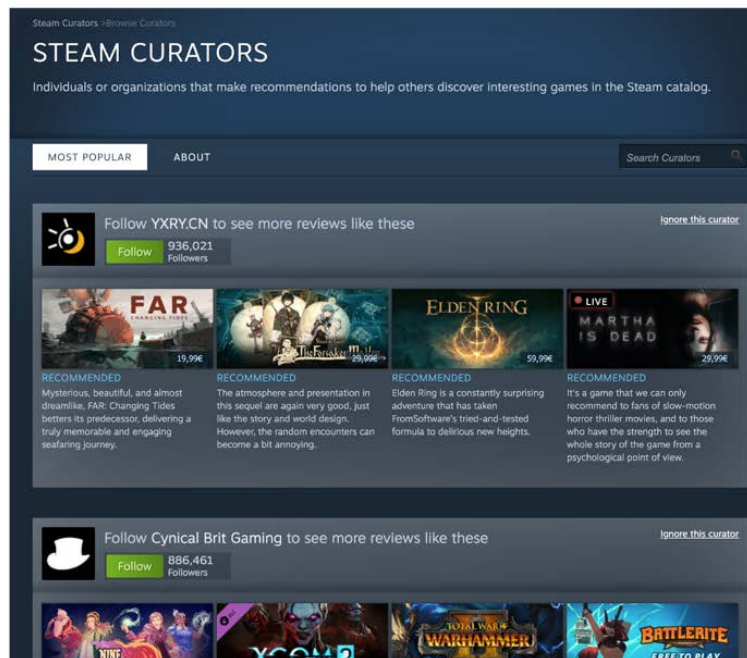 Steam Curators >Browse Curators
STEAM CURATORS
Individuals or organizations that make recommendations to help others discover interesting games in the Steam catalog.
MOST POPULAR
ABOUT
Search Curators
Follow YXRY.CN to see more reviews like these
Ignore this curator
Follow
936,021
Followers
FAR
CHANGING TIDES
19,99€
RECOMMENDED
Mysterious, beautiful, and almost
dreamlike, FAR: Changing Tides
betters its predecessor, delivering a
truly memorable and engaging
seafaring journey.
29,99€
RECOMMENDED
The atmosphere and presentation in
this sequel are again very good, just
like the story and world design.
However, the random encounters can
become a bit annoying.
ELDEN RING
59,99€
RECOMMENDED
Elden Ring is a constantly surprising
adventure that has taken
FromSoftware's tried-and-tested
formula to delirious new heights.
LIVE
MARTHA
IS DEAD
29,99€
RECOMMENDED
It's a game that we can only
recommend to fans of slow-motion
horror thriller movies, and to those
who have the strength to see the
whole story of the game from a
psychological point of view.
Follow Cynical Brit Gaming to see more reviews like these
Ignore this curator
Follow
886,461
Followers
NINE
XCOM 2
TOTAL WAR
WARHAMMER
BATTLERITE
FREE TO PLAY